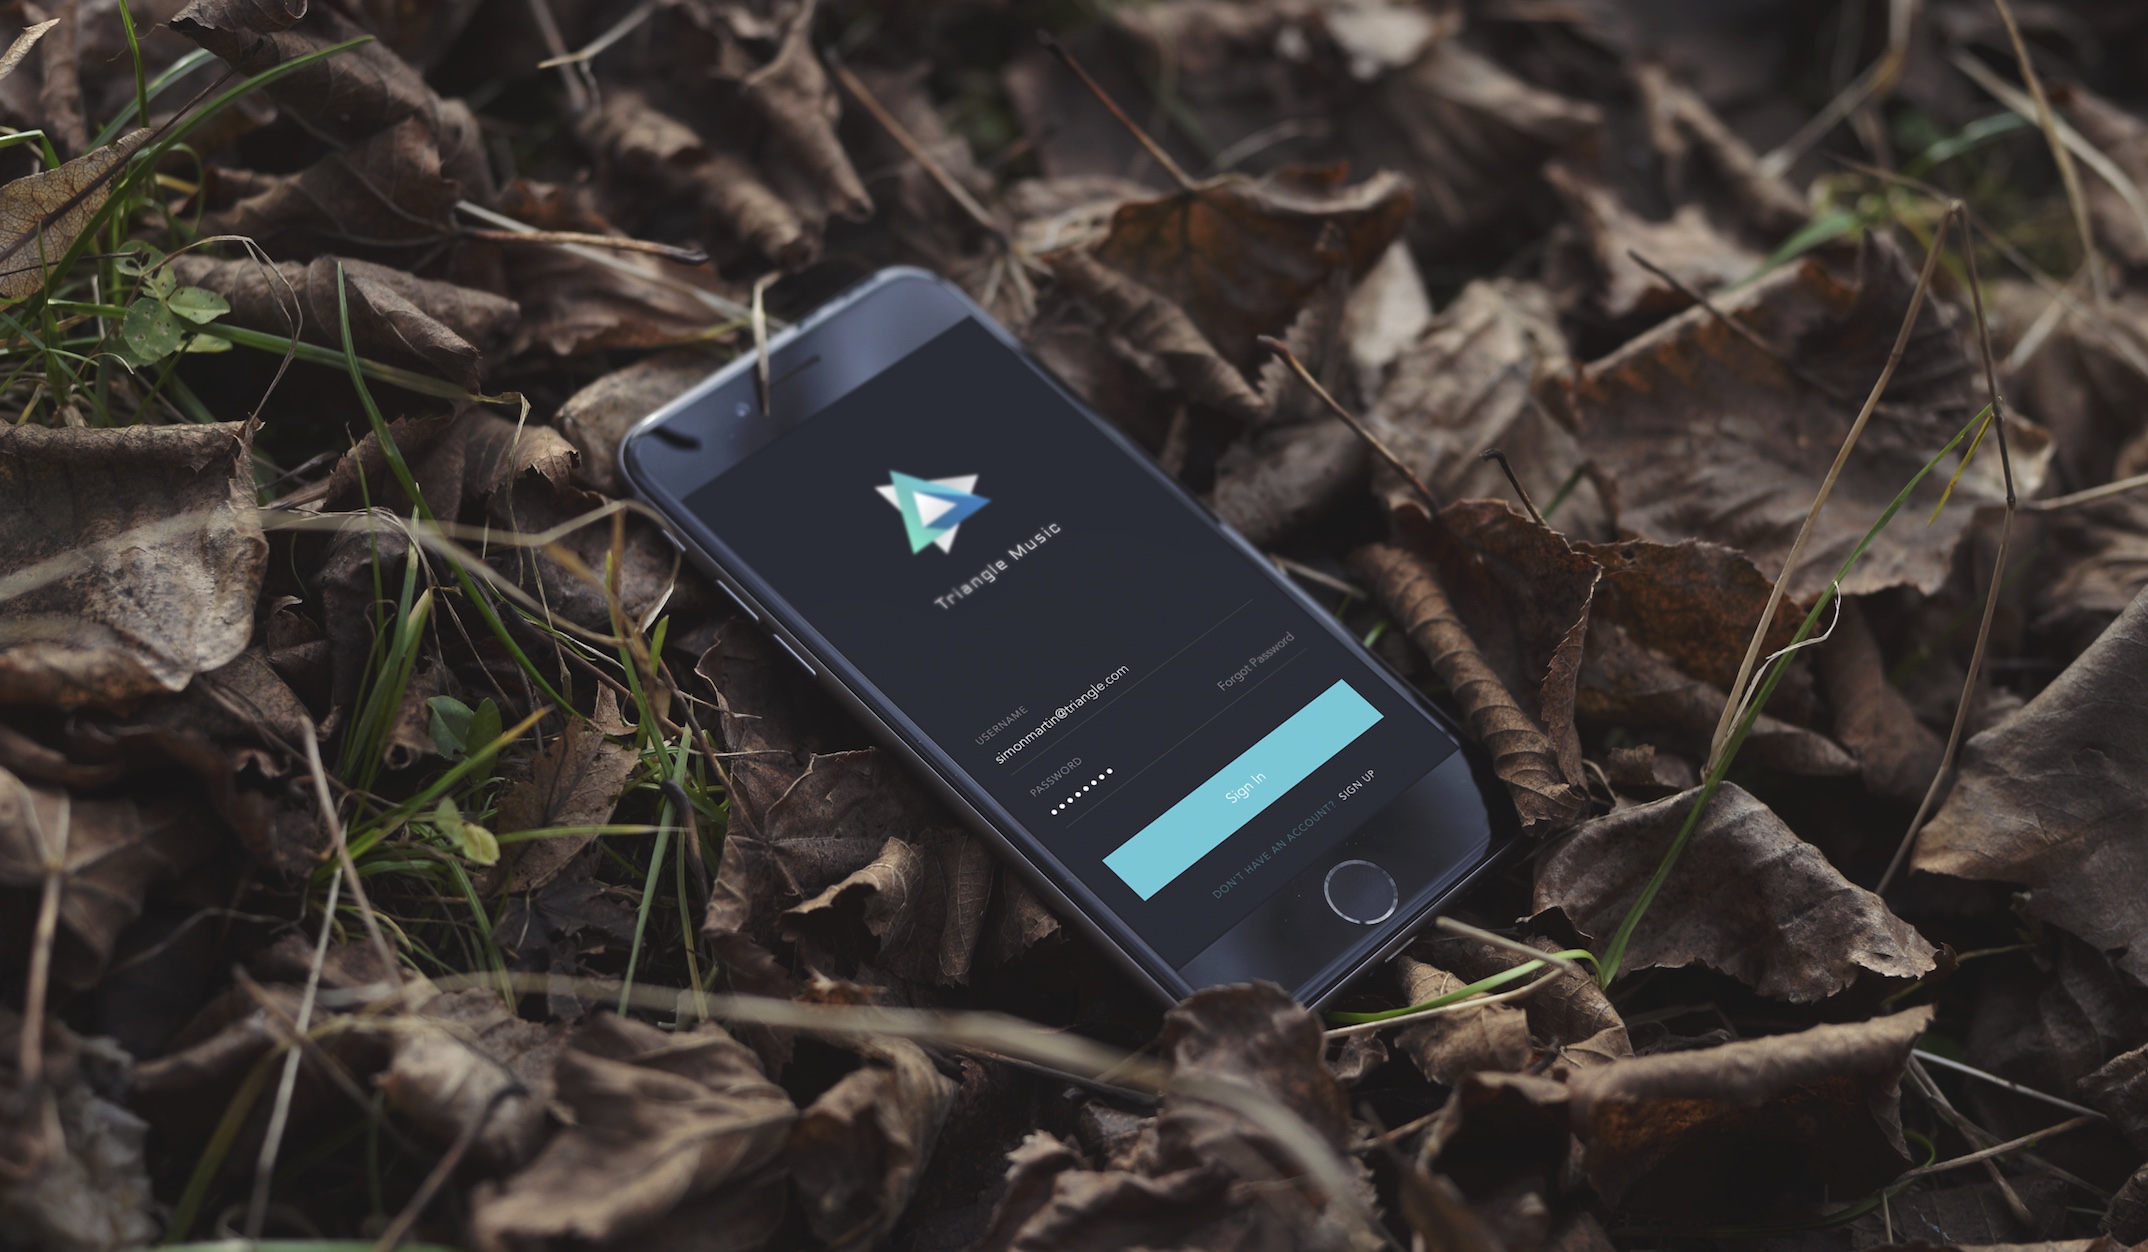 Triangle Music
USERNAME
simonmartin@triangle.com
PASSWORD
••••••••
Forgot Password
Sign In
DON'T HAVE AN ACCOUNT? SIGN UP